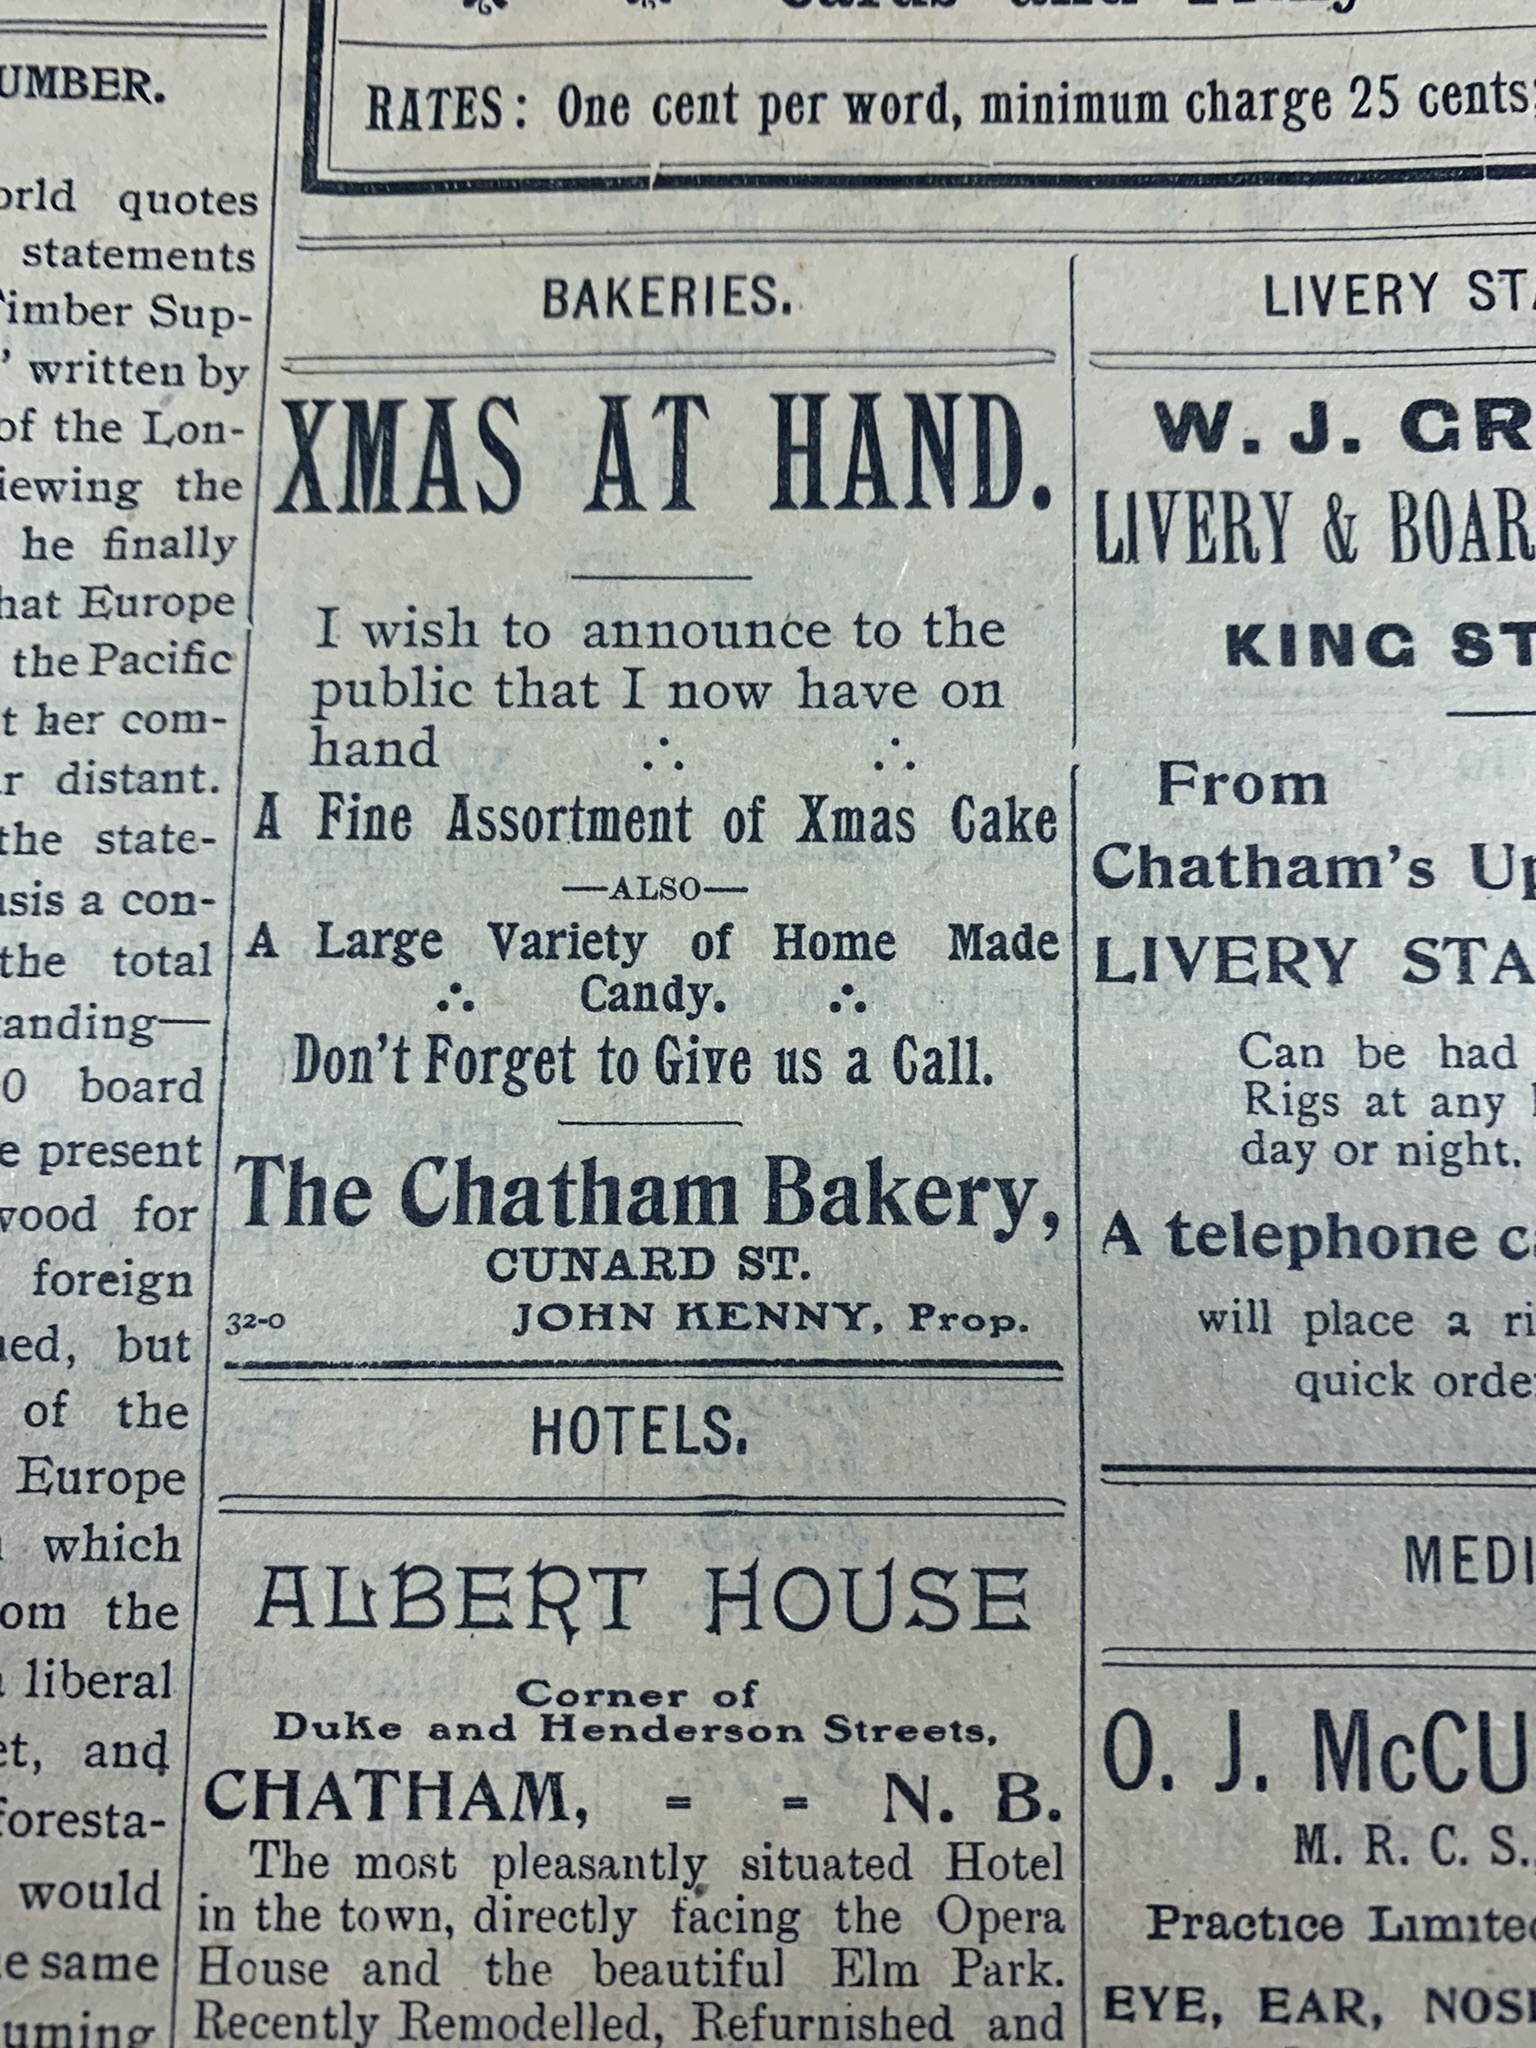 UMBER.
quotes
statements
Timber Sup-
" written by
of the Lon-
the
he finally
hat Europe
the Pacific
t her com-
r distant.
the state-
a con-
the total
tanding—
0 board
e present
wood for
foreign
ned, but
of the
Europe
which
om the
liberal
et, and
foresta-
would
e same
RATES: One cent per word, minimum charge 25 cents;
BAKERIES.
XMAS AT HAND.
I wish to announce to the
public that I now have on
hand ∴ ∴
A Fine Assortment of Xmas Cake
—ALSO—
A Large Variety of Home Made
∴ Candy. ∴
Don't Forget to Give us a Call.
The Chatham Bakery,
CUNARD ST.
32-0 JOHN KENNY, Prop.
HOTELS.
ALBERT HOUSE
Corner of
Duke and Henderson Streets,
CHATHAM, = = N. B.
The most pleasantly situated Hotel
in the town, directly facing the Opera
House and the beautiful Elm Park.
Recently Remodelled, Refurnished and
LIVERY STA
W. J. GR
LIVERY & BOAR
KING ST
From
Chatham's Up
LIVERY STA
Can be had
Rigs at any
day or night.
A telephone c
will place a ri
quick orde
MEDI
O. J. McCU
M. R. C. S.
Practice Limite
EYE, EAR, NOS